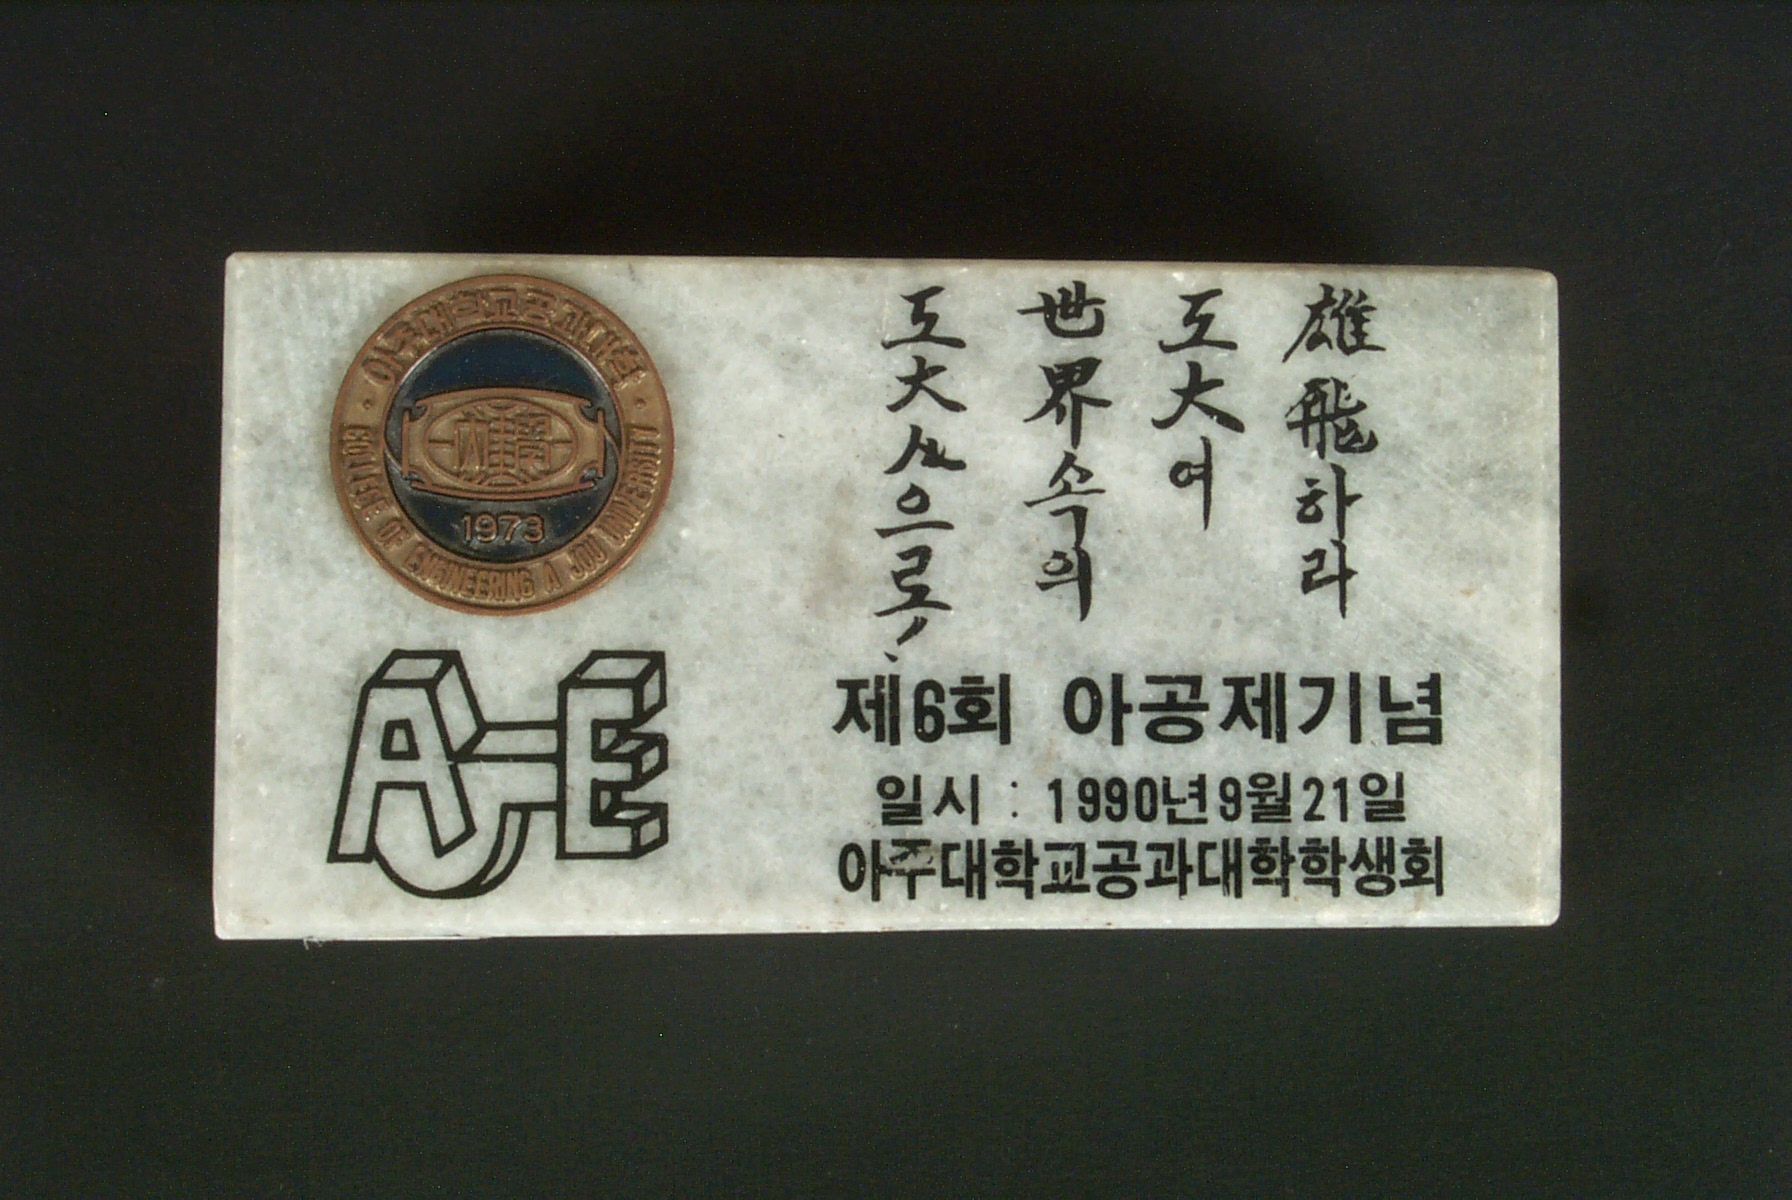 아주대학교공과대학
COLLEGE OF ENGINEERING A JOU UNIVERSITY
1973
AJE
雄飛하라
工大여
世界속의
工大人으로!
제6회 아공제기념
일시 : 1990년9월21일
아주대학교공과대학학생회